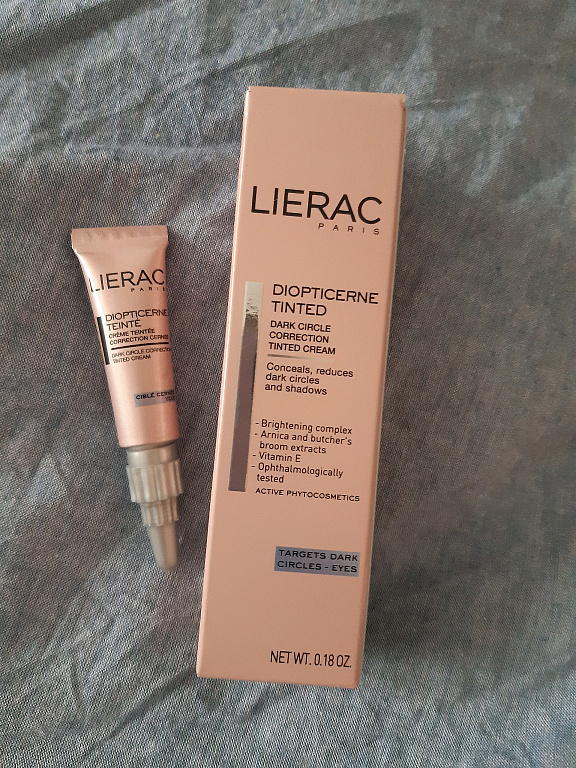 LIERAC
PARIS
DIOPTICERNE
TEINTÉ
CRÈME TEINTÉE
CORRECTION CERNES
DARK CIRCLE CORRECTION
TINTED CREAM
CIBLÉ CERNES
LIERAC
PARIS
DIOPTICERNE
TINTED
DARK CIRCLE
CORRECTION
TINTED CREAM
Conceals, reduces
dark circles
and shadows
- Brightening complex
- Arnica and butcher's
broom extracts
- Vitamin E
- Ophthalmologically
tested
ACTIVE PHYTOCOSMETICS
TARGETS DARK
CIRCLES - EYES
NET WT. 0.18 OZ.